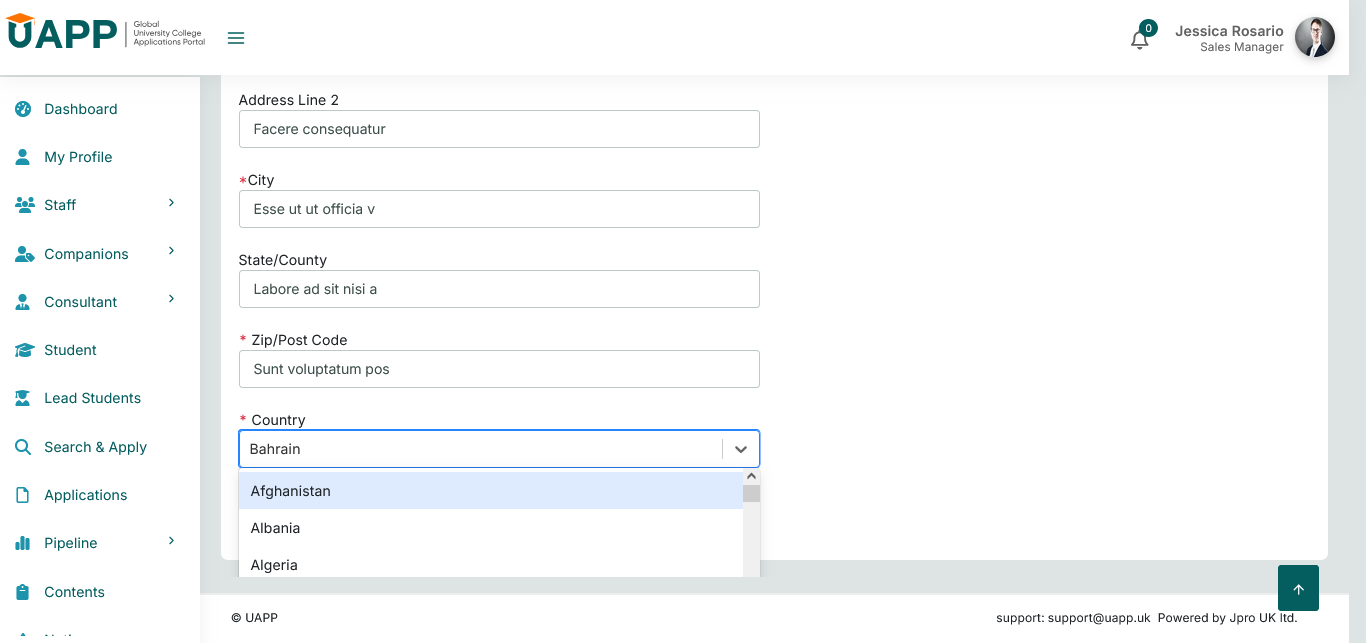 UAPP
Global
University College
Applications Portal
0
Jessica Rosario
Sales Manager
Dashboard
My Profile
Staff
Companions
Consultant
Student
Lead Students
Search & Apply
Applications
Pipeline
Contents
Address Line 2
Facere consequatur
*City
Esse ut ut officia v
State/County
Labore ad sit nisi a
* Zip/Post Code
Sunt voluptatum pos
* Country
Bahrain
Afghanistan
Albania
Algeria
© UAPP
support: support@uapp.uk Powered by Jpro UK ltd.